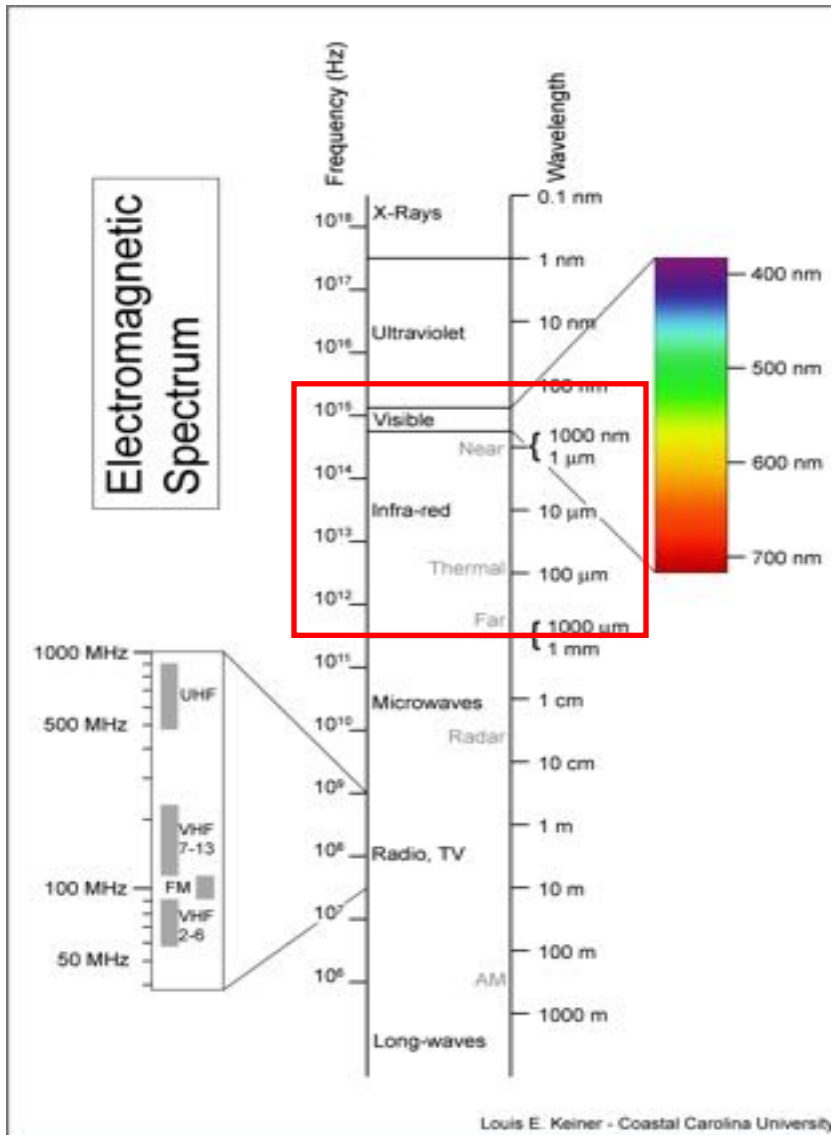 Electromagnetic
Spectrum
Frequency (Hz)
Wavelength
10¹⁸
X-Rays
0.1 nm
1 nm
10¹⁷
Ultraviolet
10 nm
10¹⁶
100 nm
10¹⁵
Visible
Near
1000 nm
1 µm
10¹⁴
Infra-red
10 µm
10¹³
Thermal
100 µm
10¹²
Far
1000 µm
1 mm
10¹¹
Microwaves
1 cm
10¹⁰
Radar
10 cm
10⁹
1 m
10⁸
Radio, TV
10 m
10⁷
100 m
10⁶
AM
1000 m
Long-waves
400 nm
500 nm
600 nm
700 nm
1000 MHz
UHF
500 MHz
VHF
7-13
100 MHz
FM
VHF
2-6
50 MHz
Louis E. Keiner - Coastal Carolina University